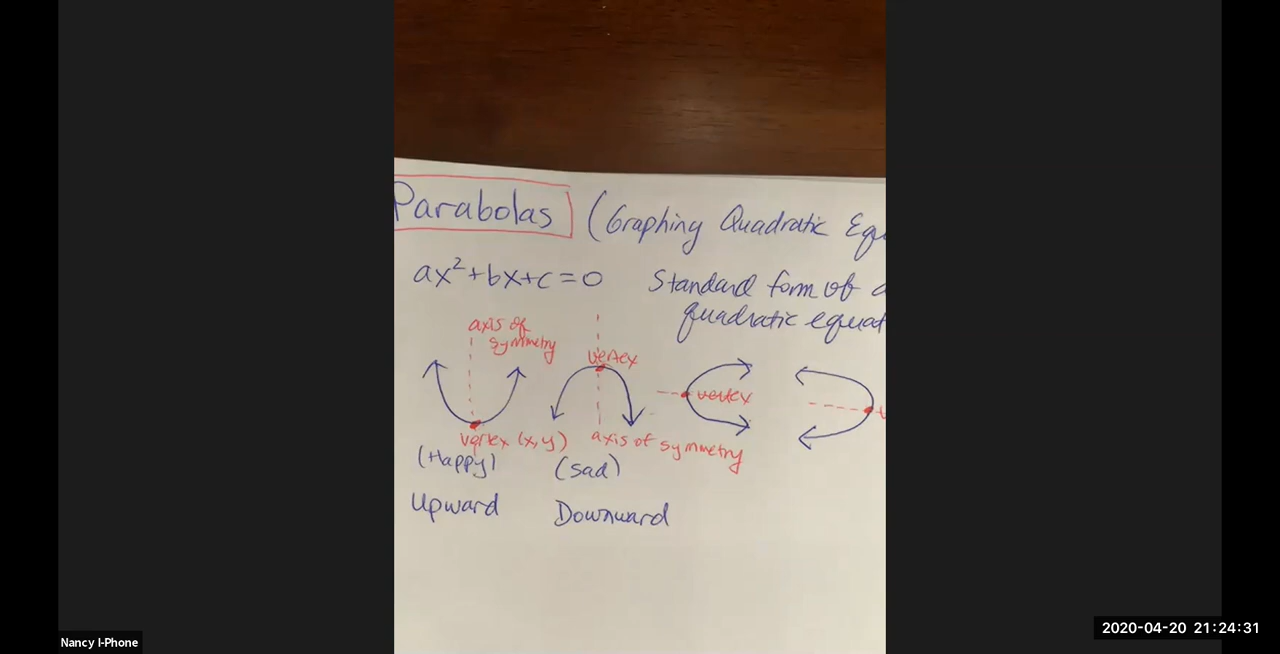 Parabolas (Graphing Quadratic Equ
ax²+bx+c=0 Standard form of a
quadratic equat
axis of
symmetry
vertex
vertex
vertex (x,y) axis of symmetry
(Happy) (sad)
Upward Downward
Nancy I-Phone
2020-04-20 21:24:31